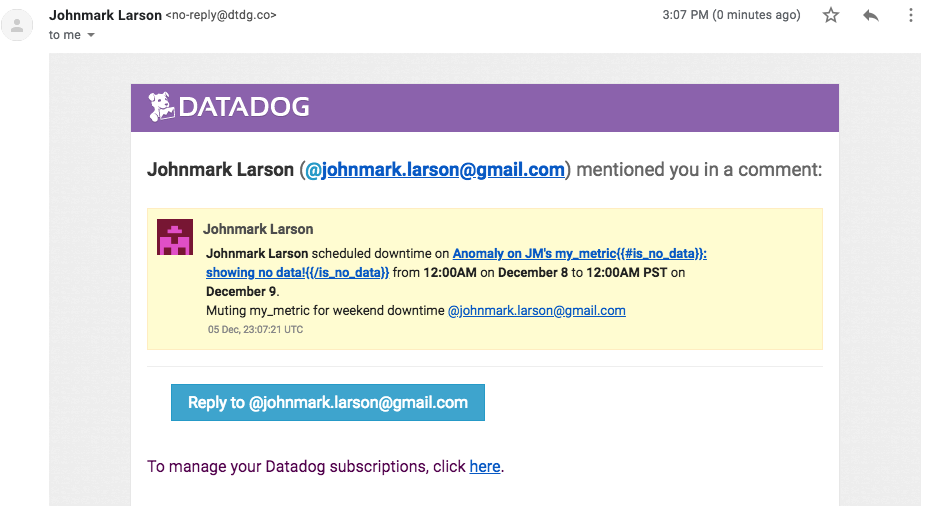 Johnmark Larson <no-reply@dtdg.co>
3:07 PM (0 minutes ago)
to me
DATADOG
Johnmark Larson (@johnmark.larson@gmail.com) mentioned you in a comment:
Johnmark Larson
Johnmark Larson scheduled downtime on Anomaly on JM's my_metric{{#is_no_data}}:
showing no data!{{/is_no_data}} from 12:00AM on December 8 to 12:00AM PST on
December 9.
Muting my_metric for weekend downtime @johnmark.larson@gmail.com
05 Dec, 23:07:21 UTC
Reply to @johnmark.larson@gmail.com
To manage your Datadog subscriptions, click here.